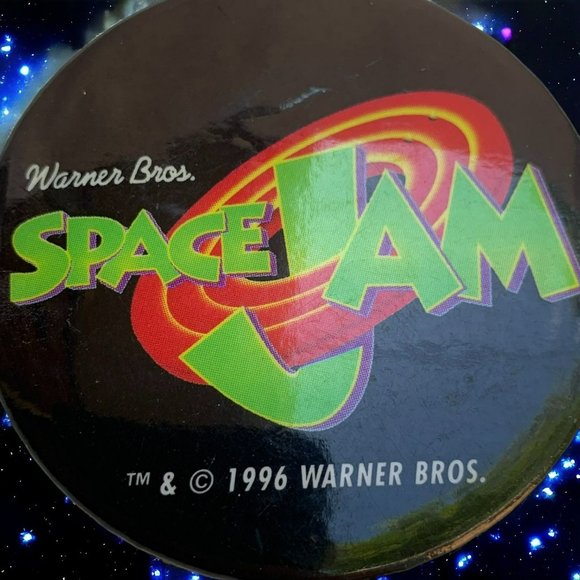 Warner Bros.
SPACE JAM
TM & © 1996 WARNER BROS.